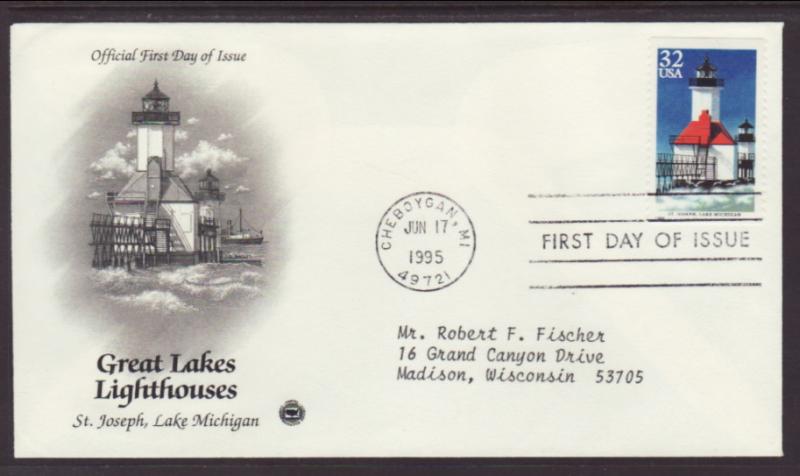 Official First Day of Issue
Great Lakes
Lighthouses
St. Joseph, Lake Michigan
CHEBOYGAN, MI
JUN 17
1995
49721
32
USA
ST. JOSEPH, LAKE MICHIGAN
FIRST DAY OF ISSUE
Mr. Robert F. Fischer
16 Grand Canyon Drive
Madison, Wisconsin 53705